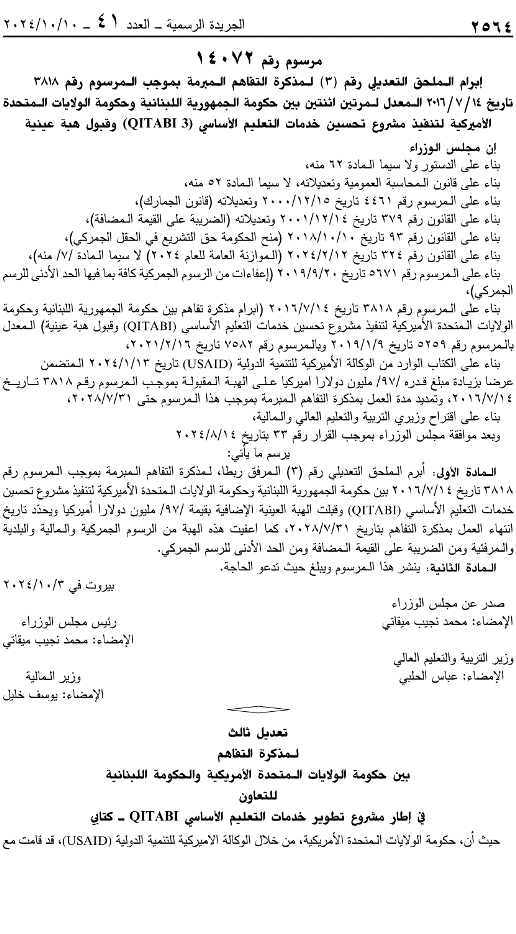 ٢٥٦٤ الجريدة الرسمية ــ العدد ٤١ ــ ٢٠٢٤/١٠/١٠
مرسوم رقم ١٤٠٧٢
إبرام الملحق التعديلي رقم (٣) لمذكرة التفاهم المبرمة بموجب المرسوم رقم ٣٨١٨
تاريخ ٢٠١٦/٧/١٤ المعدل لمرتين اثنتين بين حكومة الجمهورية اللبنانية وحكومة الولايات المتحدة
الأميركية لتنفيذ مشروع تحسين خدمات التعليم الأساسي (QITABI 3) وقبول هبة عينية
إن مجلس الوزراء
بناء على الدستور ولا سيما المادة ٦٢ منه،
بناء على قانون المحاسبة العمومية وتعديلاته، لا سيما المادة ٥٢ منه،
بناء على المرسوم رقم ٤٤٦١ تاريخ ٢٠٠٠/١٢/١٥ وتعديلاته (قانون الجمارك)،
بناء على القانون رقم ٣٧٩ تاريخ ٢٠٠١/١٢/١٤ وتعديلاته (الضريبة على القيمة المضافة)،
بناء على القانون رقم ٩٣ تاريخ ٢٠١٨/١٠/١٠ (منح الحكومة حق التشريع في الحقل الجمركي)،
بناء على القانون رقم ٣٢٤ تاريخ ٢٠٢٤/٢/١٢ (الموازنة العامة للعام ٢٠٢٤) لا سيما المادة /٧/ منه)،
بناء على المرسوم رقم ٥٦٧١ تاريخ ٢٠١٩/٩/٢٠ (إعفاءات من الرسوم الجمركية كافة بما فيها الحد الأدنى للرسم
الجمركي)،
بناء على المرسوم رقم ٣٨١٨ تاريخ ٢٠١٦/٧/١٤ (ابرام مذكرة تفاهم بين حكومة الجمهورية اللبنانية وحكومة
الولايات المتحدة الأميركية لتنفيذ مشروع تحسين خدمات التعليم الأساسي (QITABI) وقبول هبة عينية) المعدل
بالمرسوم رقم ٥٢٥٩ تاريخ ٢٠١٩/١/٩ وبالمرسوم رقم ٧٥٨٢ تاريخ ٢٠٢١/٢/١٦،
بناء على الكتاب الوارد من الوكالة الأميركية للتنمية الدولية (USAID) تاريخ ٢٠٢٤/١/١٣ المتضمن
عرضا بزيادة مبلغ قدره /٩٧/ مليون دولارا اميركيا على الهبة المقبولة بموجب المرسوم رقم ٣٨١٨ تاريخ
٢٠١٦/٧/١٤، وتمديد مدة العمل بمذكرة التفاهم المبرمة بموجب هذا المرسوم حتى ٢٠٢٨/٧/٣١،
بناء على اقتراح وزيري التربية والتعليم العالي والمالية،
وبعد موافقة مجلس الوزراء بموجب القرار رقم ٣٣ بتاريخ ٢٠٢٤/٨/١٤
يرسم ما يأتي:
المادة الأولى: أبرم الملحق التعديلي رقم (٣) المرفق ربطا، لمذكرة التفاهم المبرمة بموجب المرسوم رقم
٣٨١٨ تاريخ ٢٠١٦/٧/١٤ بين حكومة الجمهورية اللبنانية وحكومة الولايات المتحدة الأميركية لتنفيذ مشروع تحسين
خدمات التعليم الأساسي (QITABI) وقبلت الهبة العينية الإضافية بقيمة /٩٧/ مليون دولارا أميركيا ويحدّد تاريخ
انتهاء العمل بمذكرة التفاهم بتاريخ ٢٠٢٨/٧/٣١، كما اعفيت هذه الهبة من الرسوم الجمركية والمالية والبلدية
والمرفئية ومن الضريبة على القيمة المضافة ومن الحد الأدنى للرسم الجمركي.
المادة الثانية: ينشر هذا المرسوم ويبلغ حيث تدعو الحاجة.
بيروت في ٢٠٢٤/١٠/٣
صدر عن مجلس الوزراء
رئيس مجلس الوزراء
الإمضاء: محمد نجيب ميقاتي
الإمضاء: محمد نجيب ميقاتي
وزير التربية والتعليم العالي
الإمضاء: عباس الحلبي
وزير المالية
الإمضاء: يوسف خليل
تعديل ثالث
لمذكرة التفاهم
بين حكومة الولايات المتحدة الأمريكية والحكومة اللبنانية
للتعاون
في إطار مشروع تطوير خدمات التعليم الأساسي QITABI ــ كتابي
حيث أن، حكومة الولايات المتحدة الأمريكية، من خلال الوكالة الاميركية للتنمية الدولية (USAID)، قد قامت مع